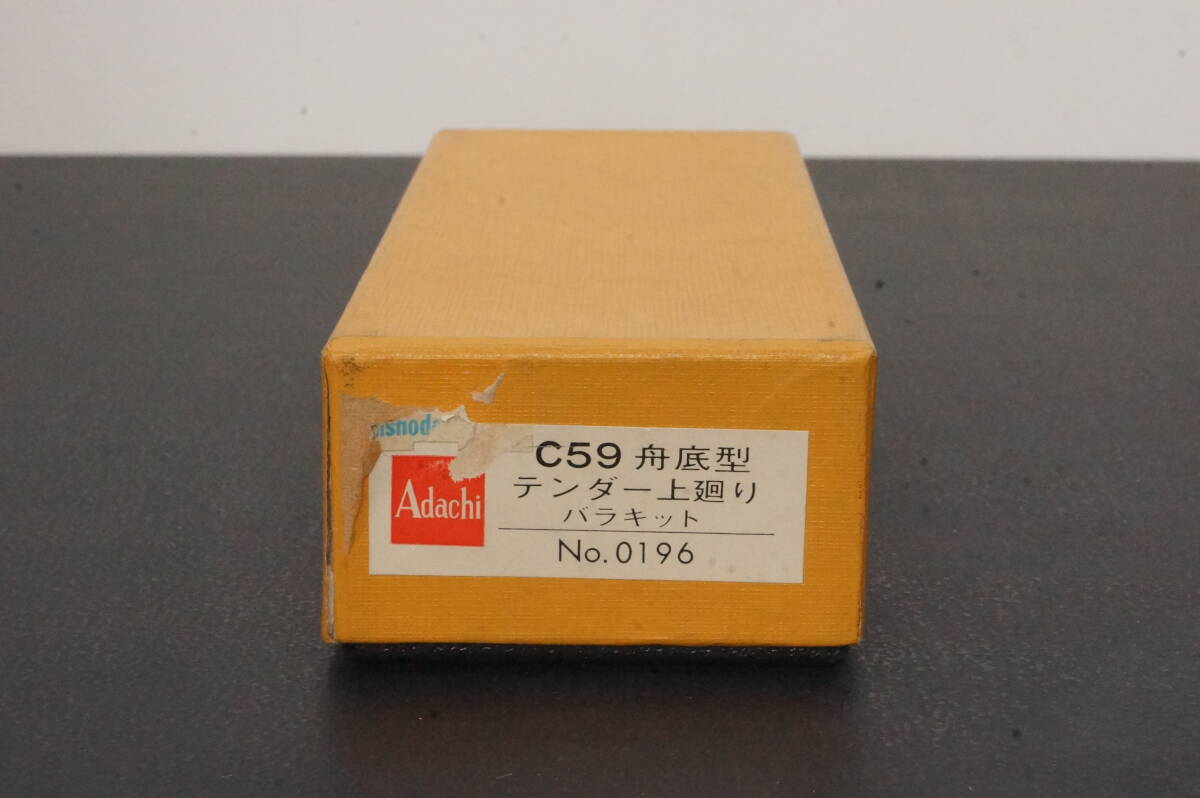 Adachi
C59 舟底型
テンダー上廻り
バラキット
No.0196